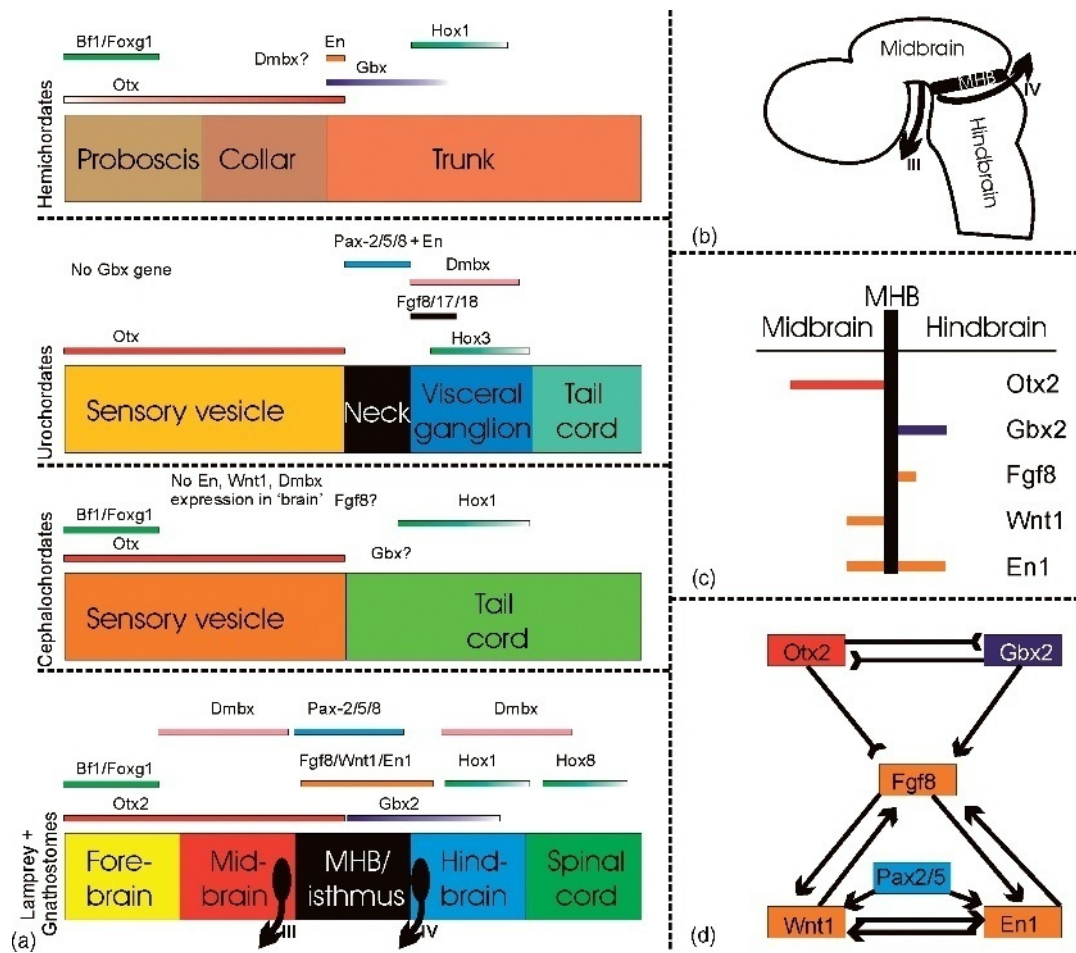 Hox1
Bf1/Foxg1
En
Dmbx?
Gbx
Otx
Proboscis
Collar
Trunk
Hemichordates
Pax-2/5/8 + En
No Gbx gene
Dmbx
Fgf8/17/18
Otx
Hox3
Sensory vesicle
Neck
Visceral
ganglion
Tail
cord
Urochordates
No En, Wnt1, Dmbx
expression in 'brain'
Fgf8?
Hox1
Bf1/Foxg1
Otx
Gbx?
Sensory vesicle
Tail
cord
Cephalochordates
Dmbx
Pax-2/5/8
Dmbx
Bf1/Foxg1
Fgf8/Wnt1/En1
Hox1
Hox8
Otx2
Gbx2
Fore-
brain
Mid-
brain
MHB/
isthmus
Hind-
brain
Spinal
cord
Lamprey +
Gnathostomes
III
IV
(a)
Midbrain
MHB
IV
III
Hindbrain
(b)
MHB
Midbrain
Hindbrain
Otx2
Gbx2
Fgf8
Wnt1
En1
(c)
Otx2
Gbx2
Fgf8
Pax2/5
Wnt1
En1
(d)